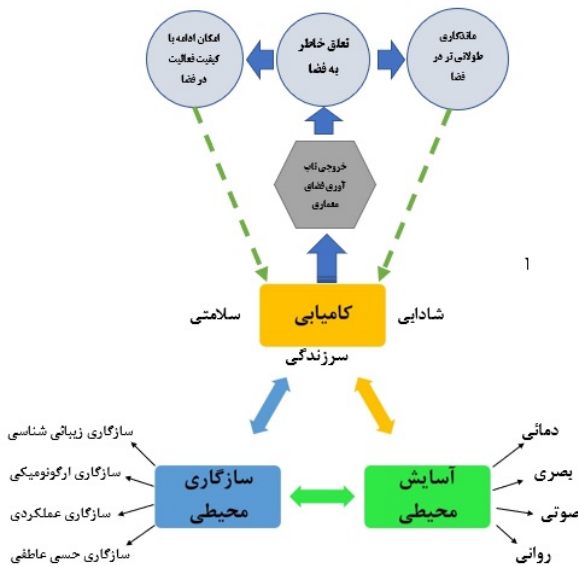 ماندگاری
طولانی تر در
فضا
تعلق خاطر
به فضا
امکان ادامه با
کیفیت فعالیت
در فضا
خروجی تاب
آوری فضای
معماری
1
شادابی
کامیابی
سلامتی
سرزندگی
دمائی
بصری
صوتی
روانی
آسایش
محیطی
سازگاری
محیطی
سازگاری زیبائی شناسی
سازگاری ارگونومیکی
سازگاری عملکردی
سازگاری حسی عاطفی